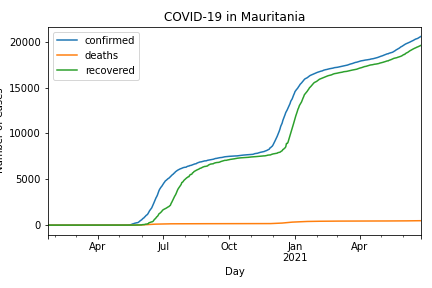 COVID-19 in Mauritania
confirmed
deaths
recovered
20000
15000
10000
5000
0
Apr Jul Oct Jan Apr
2021
Day